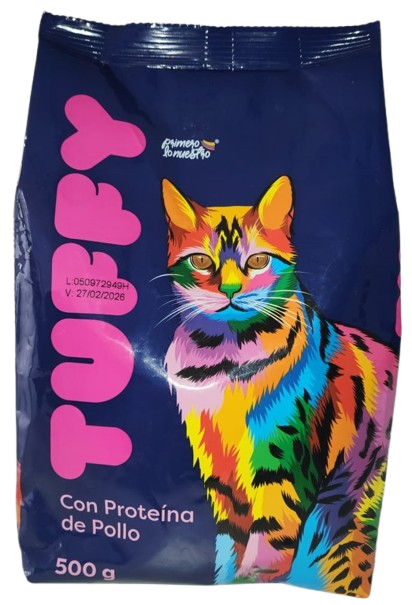 primero
lo nuestro
TUFFY
L:050972949H
V: 27/02/2026
Con Proteína
de Pollo
500 g